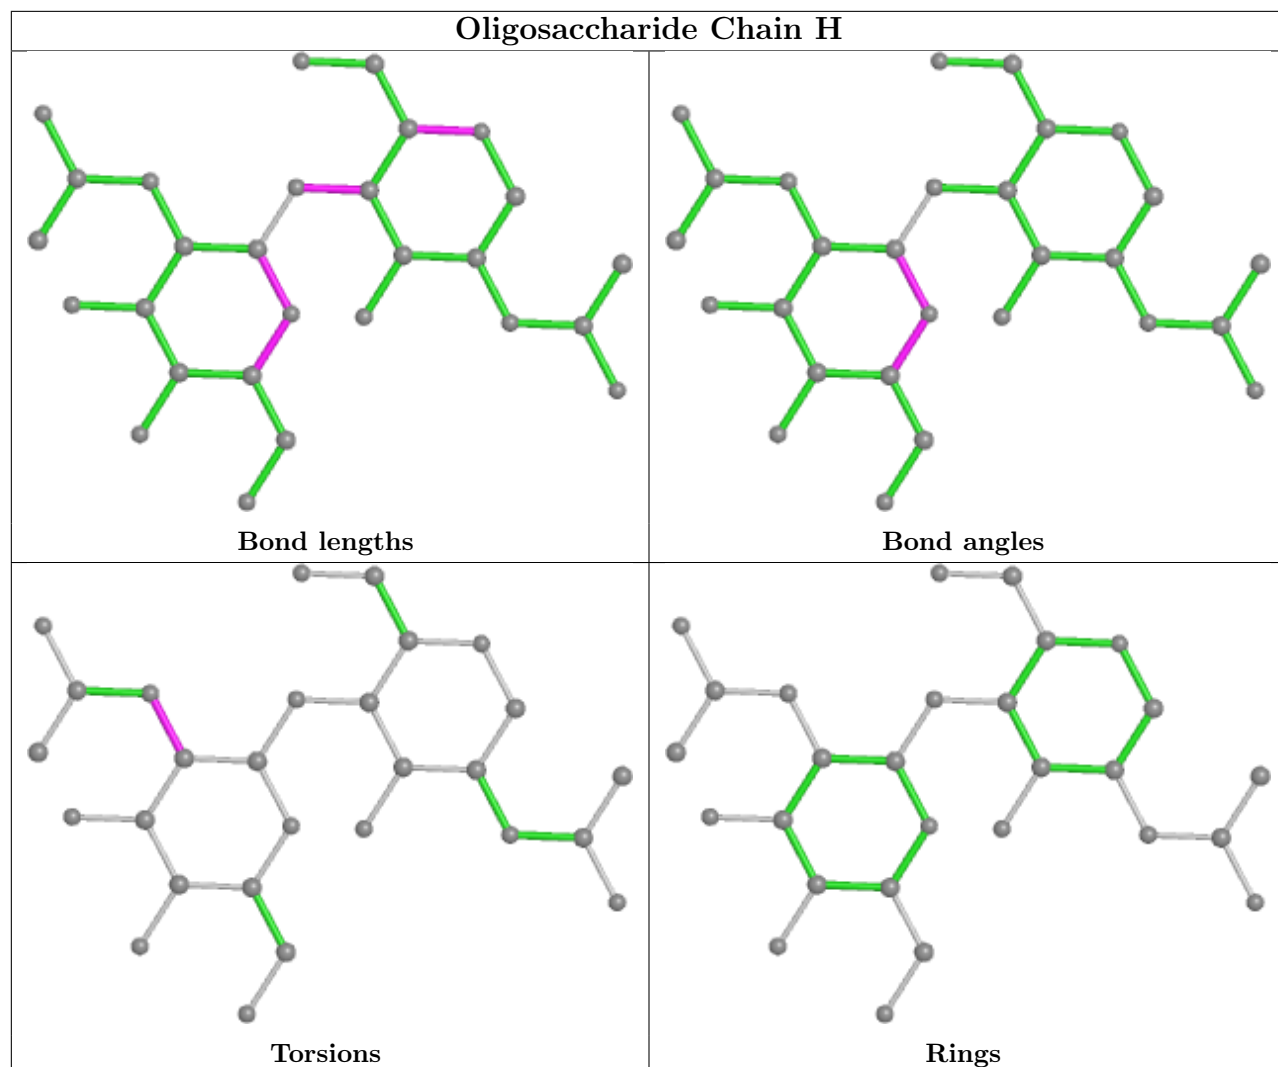 Oligosaccharide Chain H
Bond lengths
Bond angles
Torsions
Rings